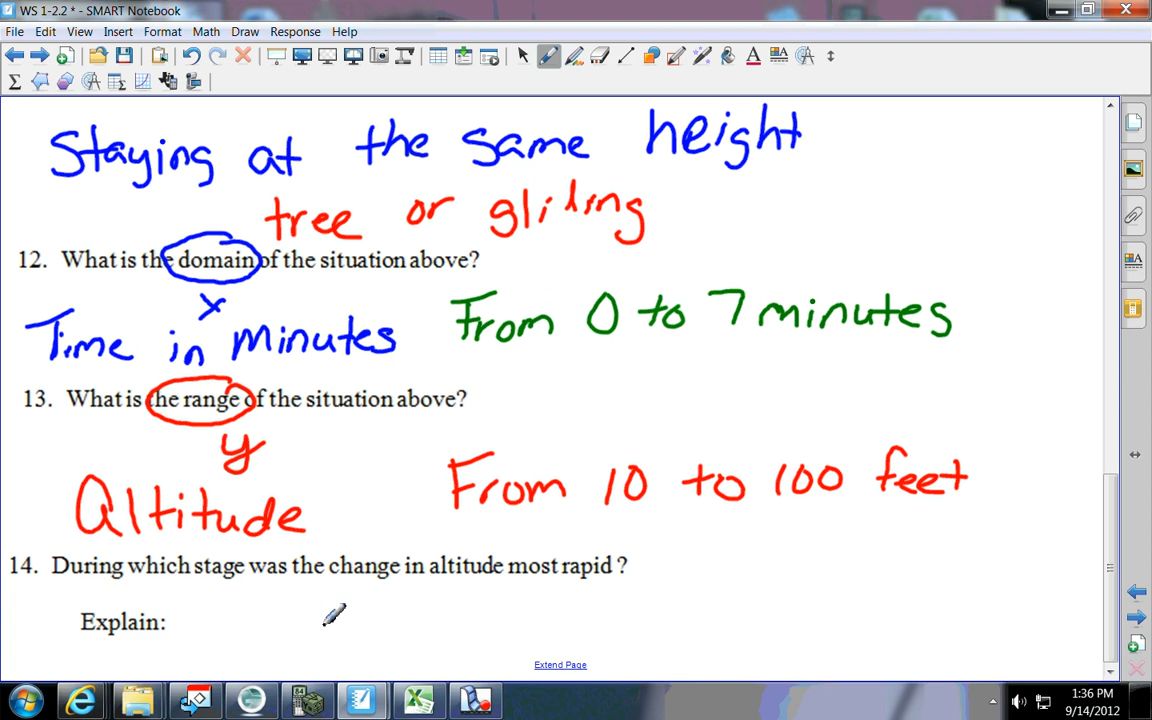 WS 1-2.2 * - SMART Notebook
File Edit View Insert Format Math Draw Response Help
Staying at the same height
tree or gliding
12. What is the domain of the situation above?
x
Time in minutes
From 0 to 7 minutes
13. What is the range of the situation above?
y
Altitude
From 10 to 100 feet
14. During which stage was the change in altitude most rapid ?
Explain:
Extend Page
1:36 PM
9/14/2012